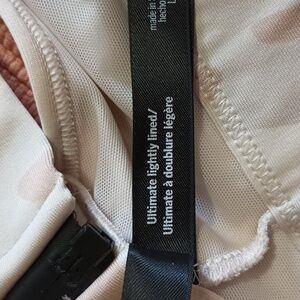 made in
hecho
Ultimate lightly lined/
Ultimate à doublure légère